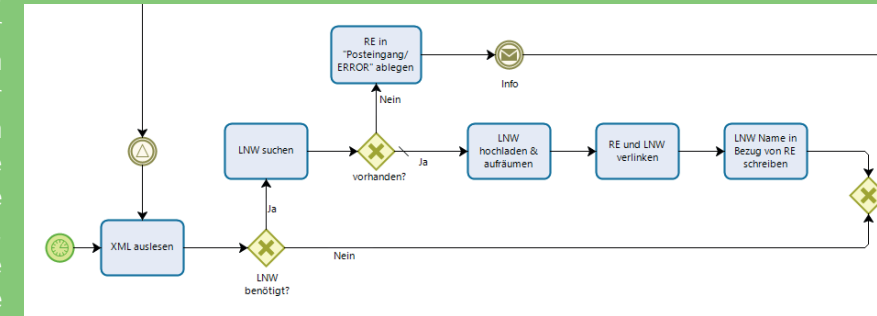 RE in
"Posteingang/
ERROR" ablegen
Info
Nein
LNW suchen
vorhanden?
Ja
LNW
hochladen &
aufräumen
RE und LNW
verlinken
LNW Name in
Bezug von RE
schreiben
Ja
XML auslesen
LNW
benötigt?
Nein